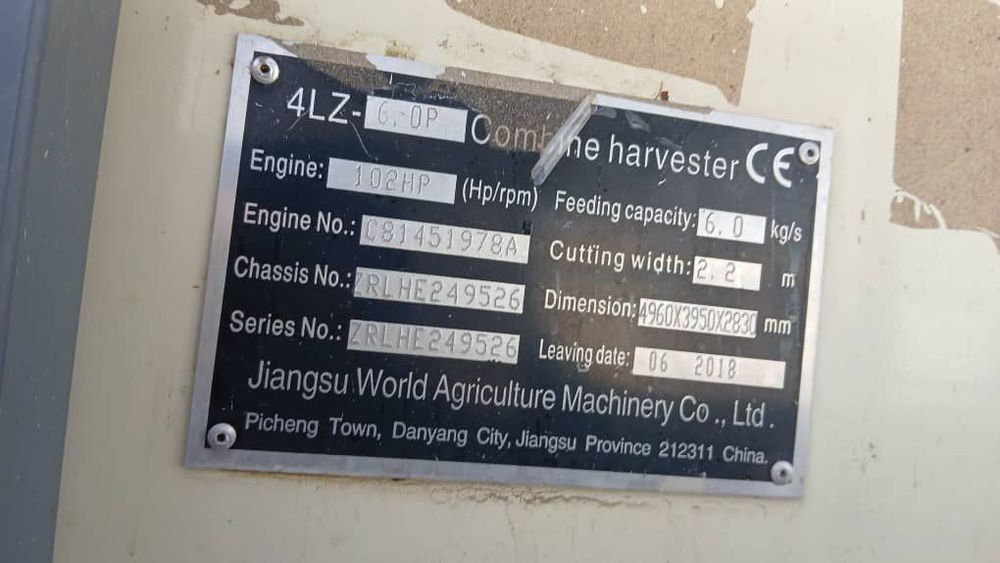 4LZ-6.0P Combine harvester CE
Engine: 102HP (Hp/rpm)
Engine No.: C81451978A
Chassis No.: ZRLHE249526
Series No.: ZRLHE249526
Feeding capacity: 6.0 kg/s
Cutting width: 2.2 m
Dimension: 4960X3950X2830 mm
Leaving date: 06 2018
Jiangsu World Agriculture Machinery Co., Ltd.
Picheng Town, Danyang City, Jiangsu Province 212311 China.